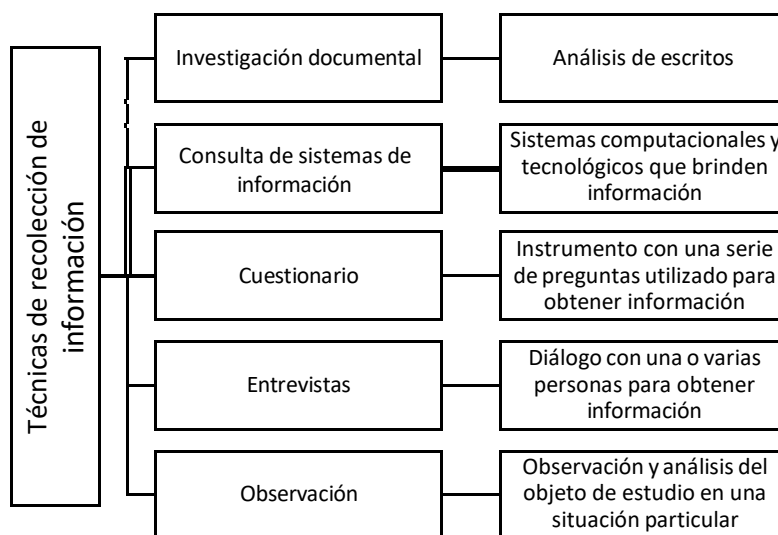 Técnicas de recolección de
información
Investigación documental
Análisis de escritos
Consulta de sistemas de
información
Sistemas computacionales y
tecnológicos que brinden
información
Cuestionario
Instrumento con una serie
de preguntas utilizado para
obtener información
Entrevistas
Diálogo con una o varias
personas para obtener
información
Observación
Observación y análisis del
objeto de estudio en una
situación particular